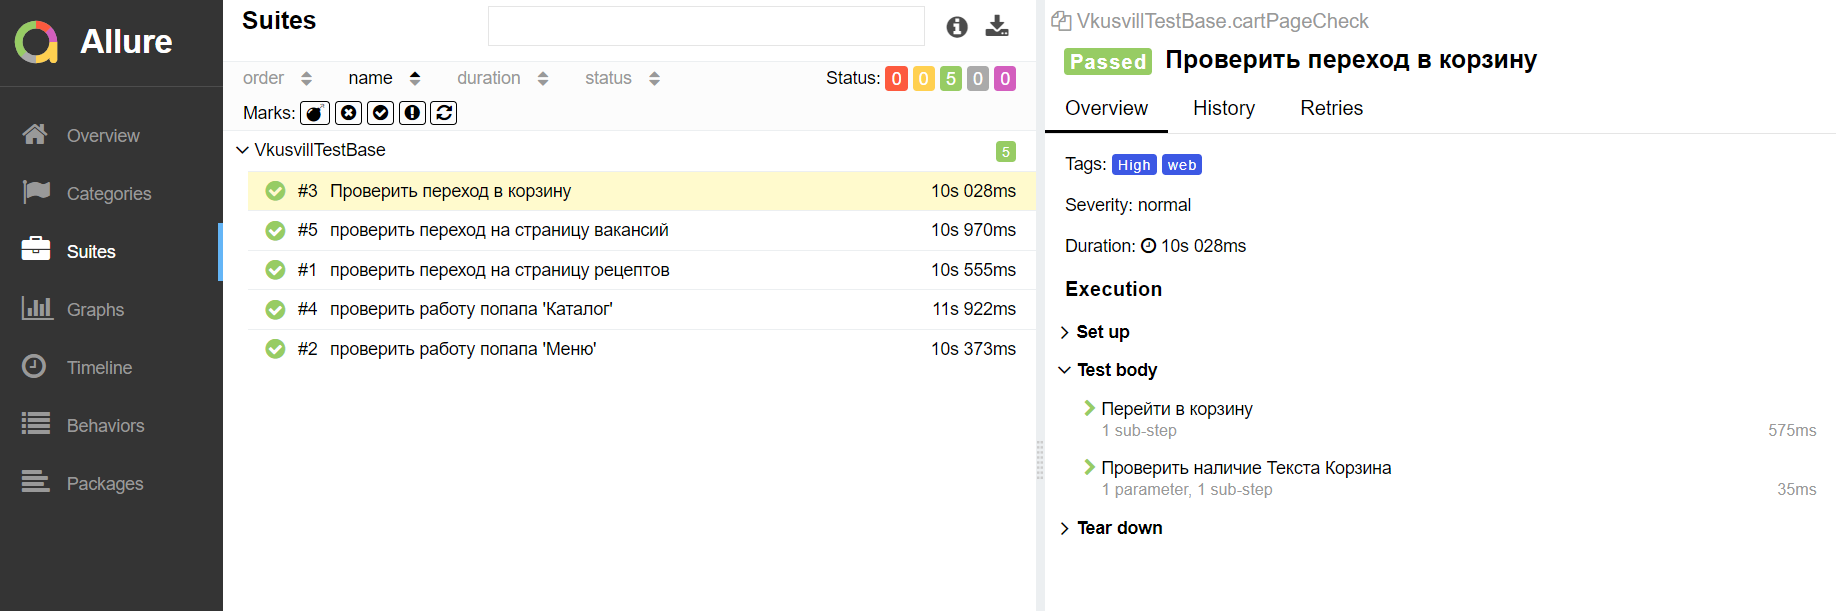 Allure
Overview
Categories
Suites
Graphs
Timeline
Behaviors
Packages
Suites
order name duration status Status: 0 0 5 0 0
Marks:
VkusvillTestBase 5
#3 Проверить переход в корзину 10s 028ms
#5 проверить переход на страницу вакансий 10s 970ms
#1 проверить переход на страницу рецептов 10s 555ms
#4 проверить работу попапа 'Каталог' 11s 922ms
#2 проверить работу попапа 'Меню' 10s 373ms
VkusvillTestBase.cartPageCheck
Passed Проверить переход в корзину
Overview History Retries
Tags: High web
Severity: normal
Duration: 10s 028ms
Execution
Set up
Test body
Перейти в корзину
1 sub-step 575ms
Проверить наличие Текста Корзина
1 parameter, 1 sub-step 35ms
Tear down